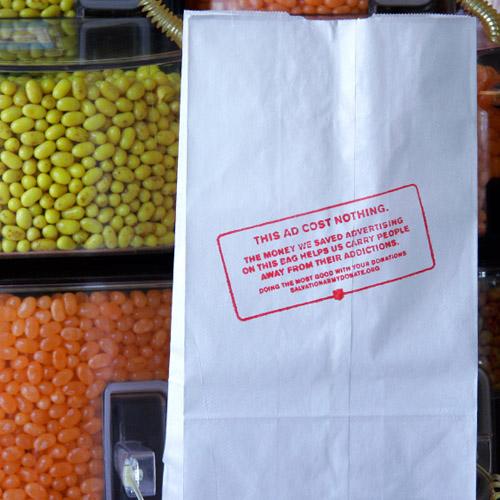 THIS AD COST NOTHING.
THE MONEY WE SAVED ADVERTISING
ON THIS BAG HELPS US CARRY PEOPLE
AWAY FROM THEIR ADDICTIONS.
DOING THE MOST GOOD WITH YOUR DONATIONS
SALVATIONARMYDONATE.ORG